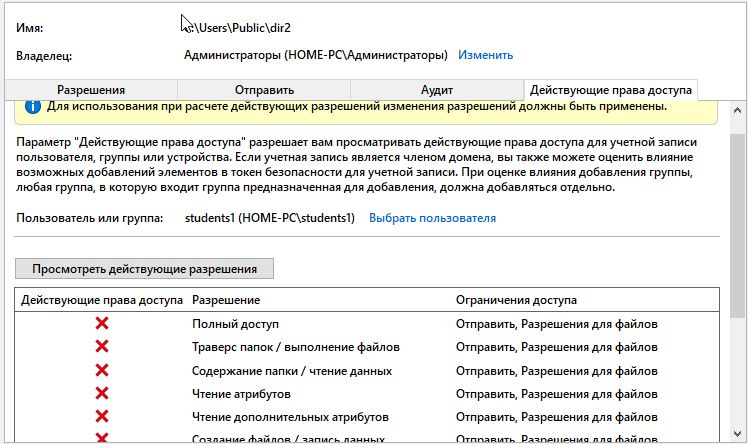 Имя: :\Users\Public\dir2
Владелец: Администраторы (HOME-PC\Администраторы) Изменить
Разрешения Отправить Аудит Действующие права доступа
Для использования при расчете действующих разрешений изменения разрешений должны быть применены.
Параметр "Действующие права доступа" разрешает вам просматривать действующие права доступа для учетной записи
пользователя, группы или устройства. Если учетная запись является членом домена, вы также можете оценить влияние
возможных добавлений элементов в токен безопасности для учетной записи. При оценке влияния добавления группы,
любая группа, в которую входит группа предназначенная для добавления, должна добавляться отдельно.
Пользователь или группа: students1 (HOME-PC\students1) Выбрать пользователя
Просмотреть действующие разрешения
Действующие права доступа Разрешение Ограничения доступа
Полный доступ Отправить, Разрешения для файлов
Траверс папок / выполнение файлов Отправить, Разрешения для файлов
Содержание папки / чтение данных Отправить, Разрешения для файлов
Чтение атрибутов Отправить, Разрешения для файлов
Чтение дополнительных атрибутов Отправить, Разрешения для файлов
Создание файлов / запись данных Отправить, Разрешения для файлов